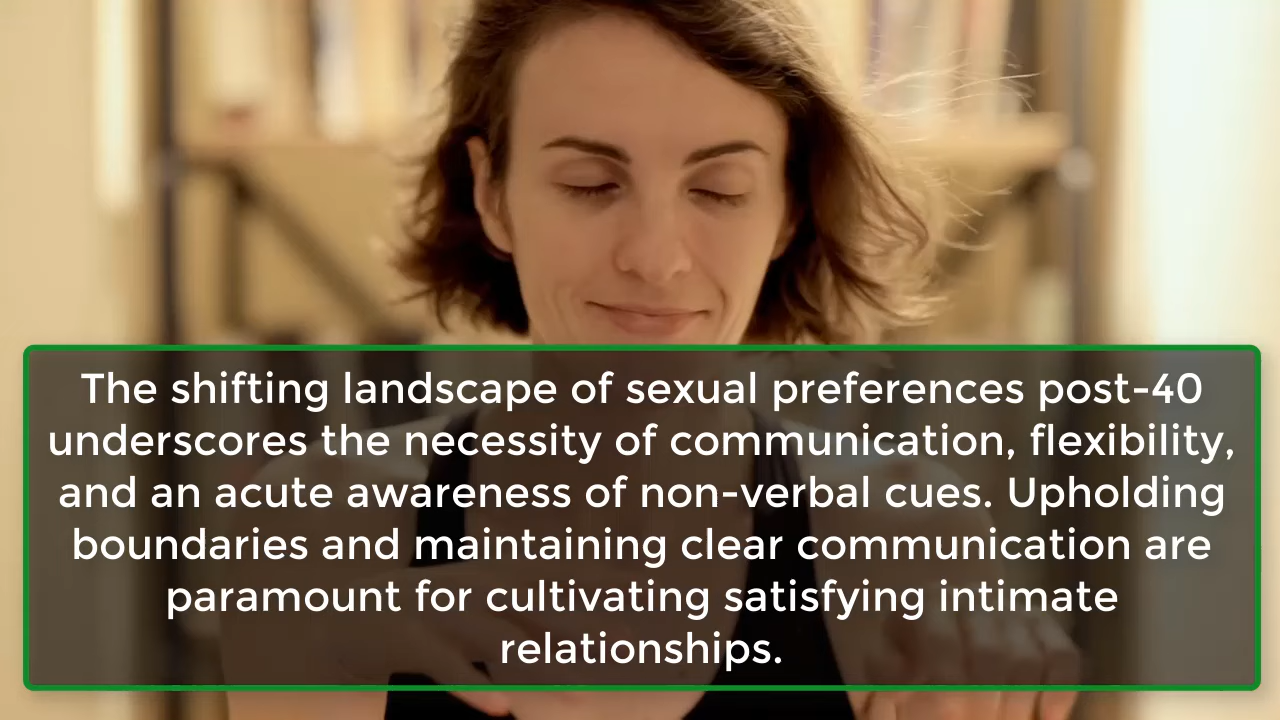 The shifting landscape of sexual preferences post-40
underscores the necessity of communication, flexibility,
and an acute awareness of non-verbal cues. Upholding
boundaries and maintaining clear communication are
paramount for cultivating satisfying intimate
relationships.